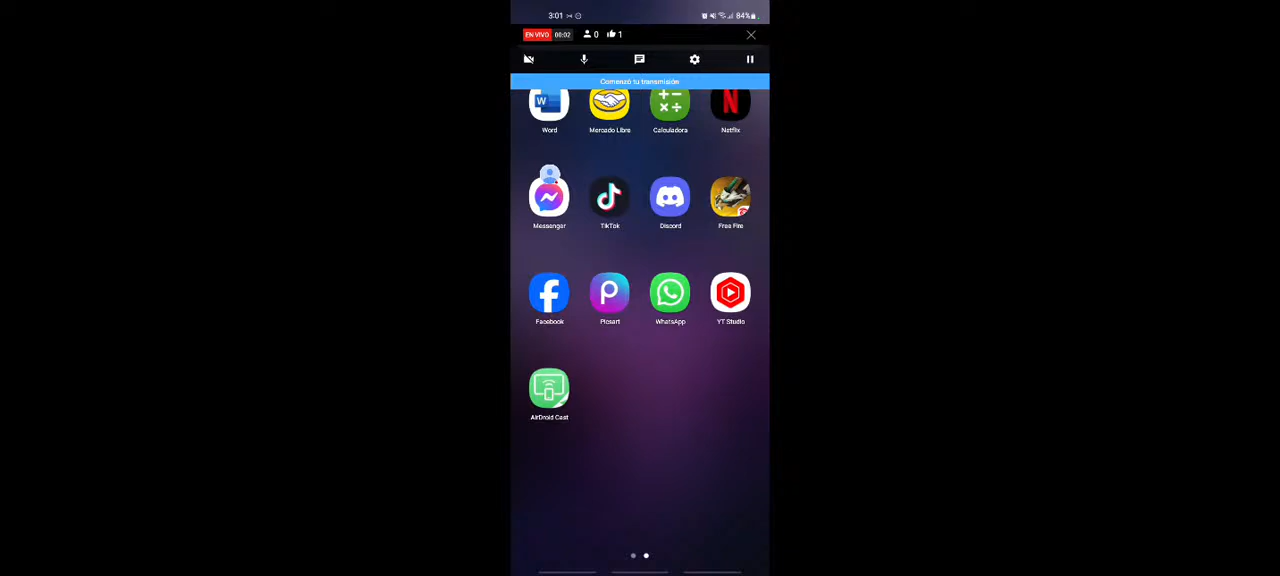 3:01 84%
EN VIVO 00:02 0 1
Comenzó tu transmisión
W
Word Mercado Libre Calculadora Netflix
Messenger TikTok Discord Free Fire
Facebook Picsart WhatsApp YT Studio
AirDroid Cast